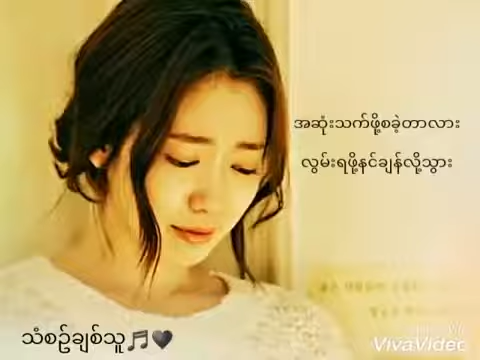 အဆုံးသက်ဖို့စခဲ့တာလား
လွမ်းရဖို့နင်ချန်လို့သွား
သံစဉ်ချစ်သူ🎵🖤
VivaVideo